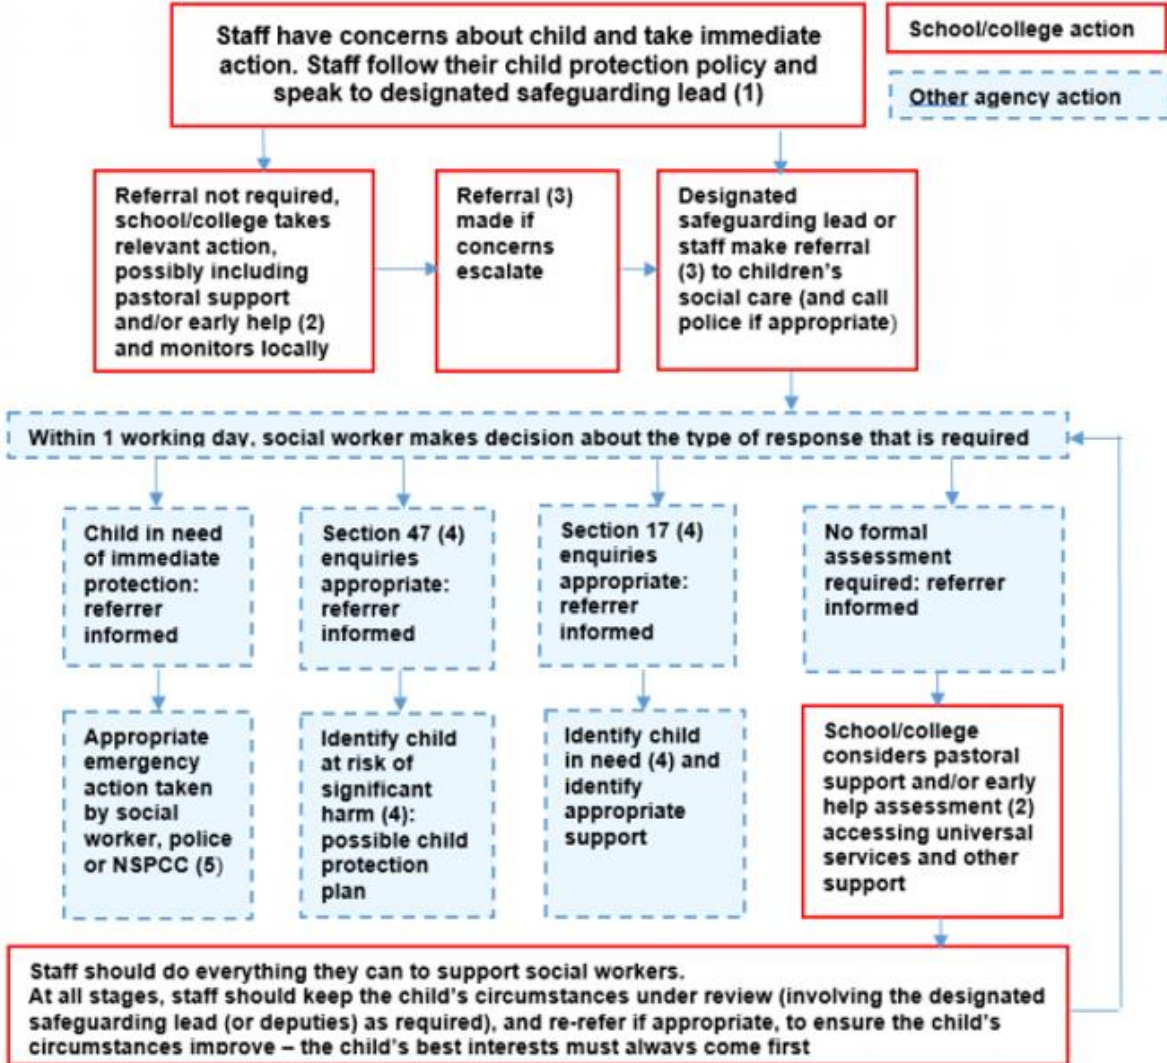 Staff have concerns about child and take immediate
action. Staff follow their child protection policy and
speak to designated safeguarding lead (1)
School/college action
Other agency action
Referral not required,
school/college takes
relevant action,
possibly including
pastoral support
and/or early help (2)
and monitors locally
Referral (3)
made if
concerns
escalate
Designated
safeguarding lead or
staff make referral
(3) to children's
social care (and call
police if appropriate)
Within 1 working day, social worker makes decision about the type of response that is required
Child in need
of immediate
protection:
referrer
informed
Section 47 (4)
enquiries
appropriate:
referrer
informed
Section 17 (4)
enquiries
appropriate:
referrer
informed
No formal
assessment
required: referrer
informed
Appropriate
emergency
action taken
by social
worker, police
or NSPCC (5)
Identify child
at risk of
significant
harm (4):
possible child
protection
plan
Identify child
in need (4) and
identify
appropriate
support
School/college
considers pastoral
support and/or early
help assessment (2)
accessing universal
services and other
support
Staff should do everything they can to support social workers.
At all stages, staff should keep the child's circumstances under review (involving the designated
safeguarding lead (or deputies) as required), and re-refer if appropriate, to ensure the child's
circumstances improve – the child's best interests must always come first